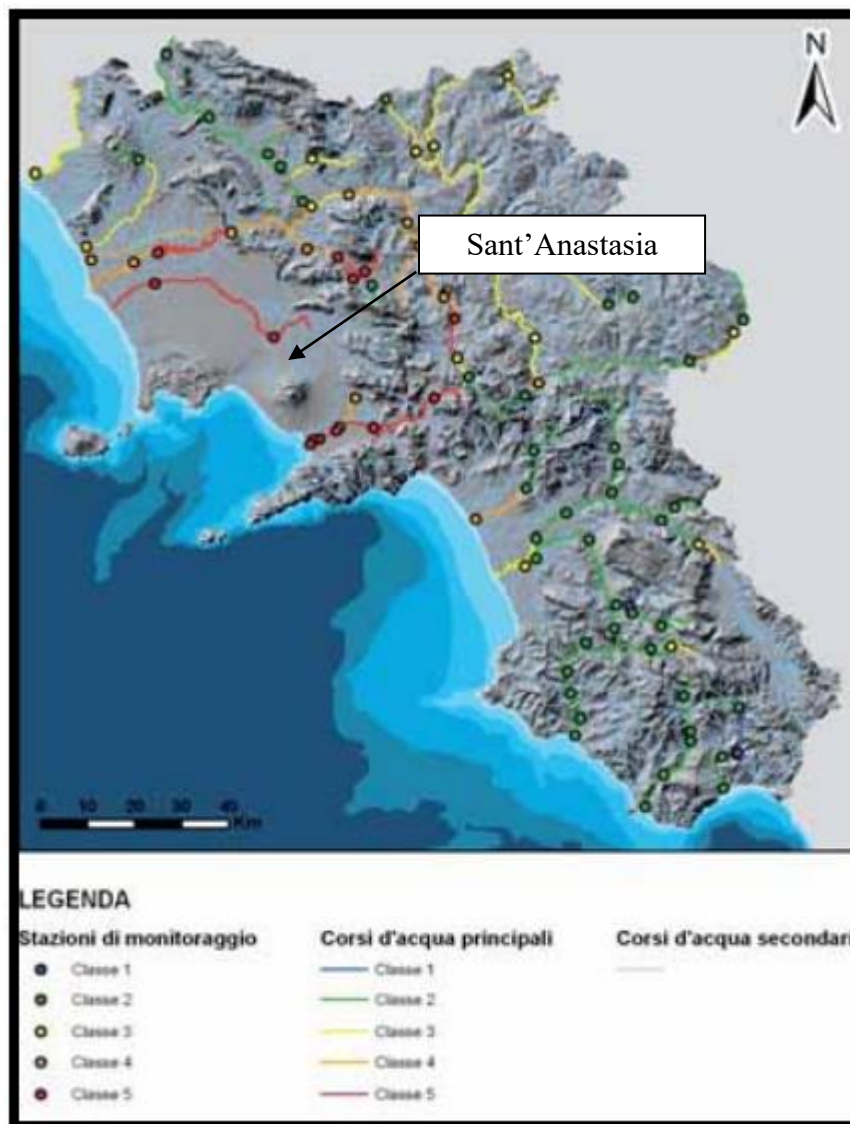 N
Sant’Anastasia
0 10 20 30 40
Km
LEGENDA
Stazioni di monitoraggio
Classe 1
Classe 2
Classe 3
Classe 4
Classe 5
Corsi d'acqua principali
Classe 1
Classe 2
Classe 3
Classe 4
Classe 5
Corsi d'acqua secondari